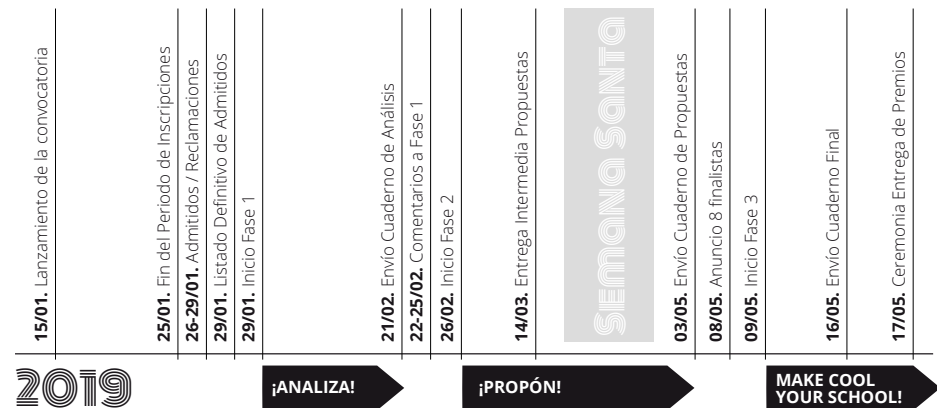 15/01. Lanzamiento de la convocatoria
25/01. Fin del Periodo de Inscripciones
26-29/01. Admitidos / Reclamaciones
29/01. Listado Definitivo de Admitidos
29/01. Inicio Fase 1
21/02. Envío Cuaderno de Análisis
22-25/02. Comentarios a Fase 1
26/02. Inicio Fase 2
14/03. Entrega Intermedia Propuestas
Semana Santa
03/05. Envío Cuaderno de Propuestas
08/05. Anuncio 8 finalistas
09/05. Inicio Fase 3
16/05. Envío Cuaderno Final
17/05. Ceremonia Entrega de Premios
2019
¡ANALIZA!
¡PROPÓN!
MAKE COOL
YOUR SCHOOL!